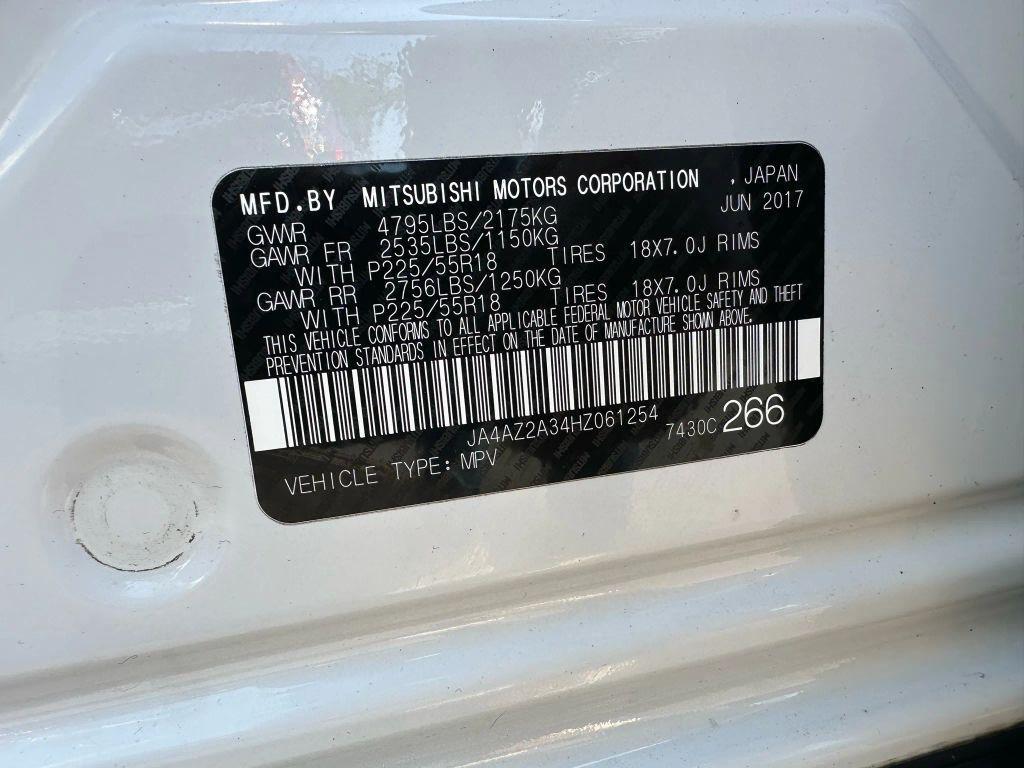 MFD.BY MITSUBISHI MOTORS CORPORATION , JAPAN
JUN 2017
GVWR 4795LBS/2175KG
GAWR FR 2535LBS/1150KG
WITH P225/55R18 TIRES 18X7.0J RIMS
GAWR RR 2756LBS/1250KG
WITH P225/55R18 TIRES 18X7.0J RIMS
THIS VEHICLE CONFORMS TO ALL APPLICABLE FEDERAL MOTOR VEHICLE SAFETY AND THEFT
PREVENTION STANDARDS IN EFFECT ON THE DATE OF MANUFACTURE SHOWN ABOVE.
JA4AZ2A34HZ061254
7430C 266
VEHICLE TYPE: MPV